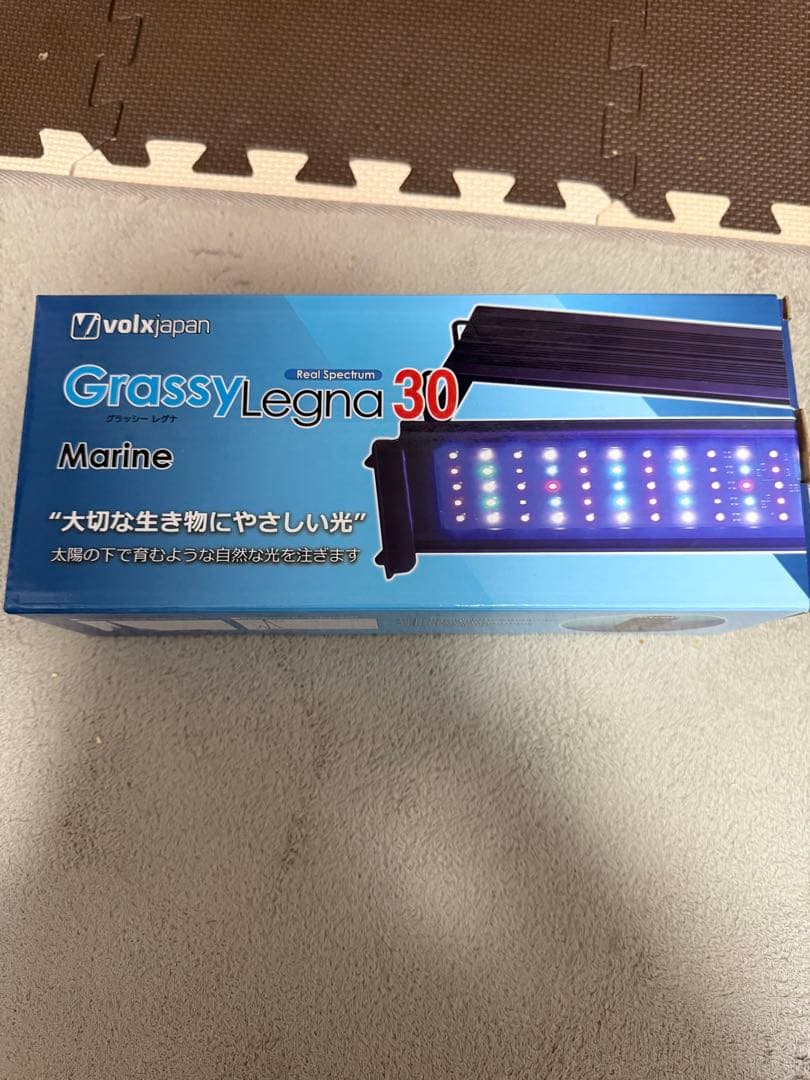 volxjapan
Real Spectrum
GrassyLegna 30
グラッシー レグナ
Marine
“大切な生き物にやさしい光”
太陽の下で育むような自然な光を注ぎます